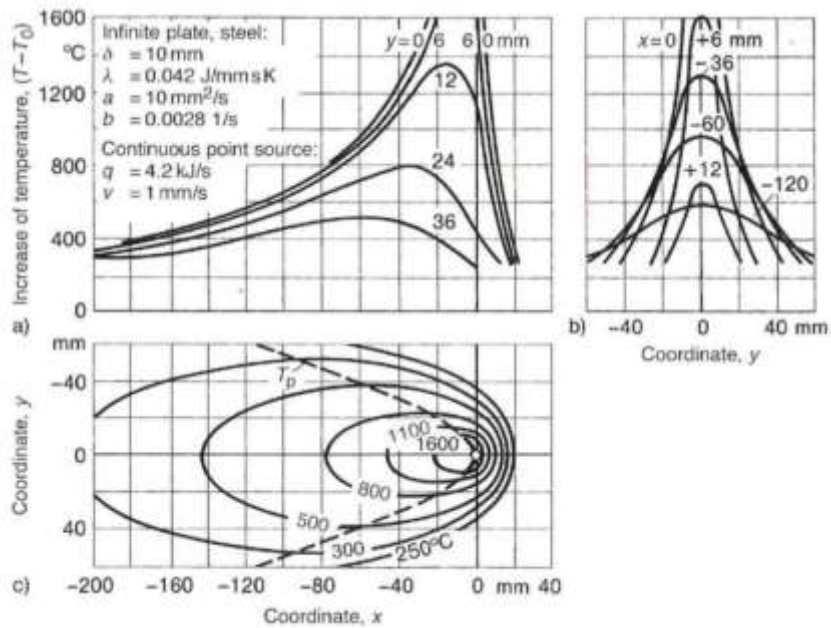 Increase of temperature, (T−T₀)
1600
°C
1200
800
400
0
Infinite plate, steel:
δ = 10 mm
λ = 0.042 J/mm s K
a = 10 mm²/s
b = 0.0028 1/s
Continuous point source:
q = 4.2 kJ/s
v = 1 mm/s
y=0 6 6 0 mm
12
24
36
a)
x=0 +6 mm
−36
−60
+12
−120
b) −40 0 40 mm
Coordinate, y
mm
−40
0
40
Coordinate, y
Tp
1100
1600
800
500
300
250°C
c)
−200 −160 −120 −80 −40 0 mm 40
Coordinate, x